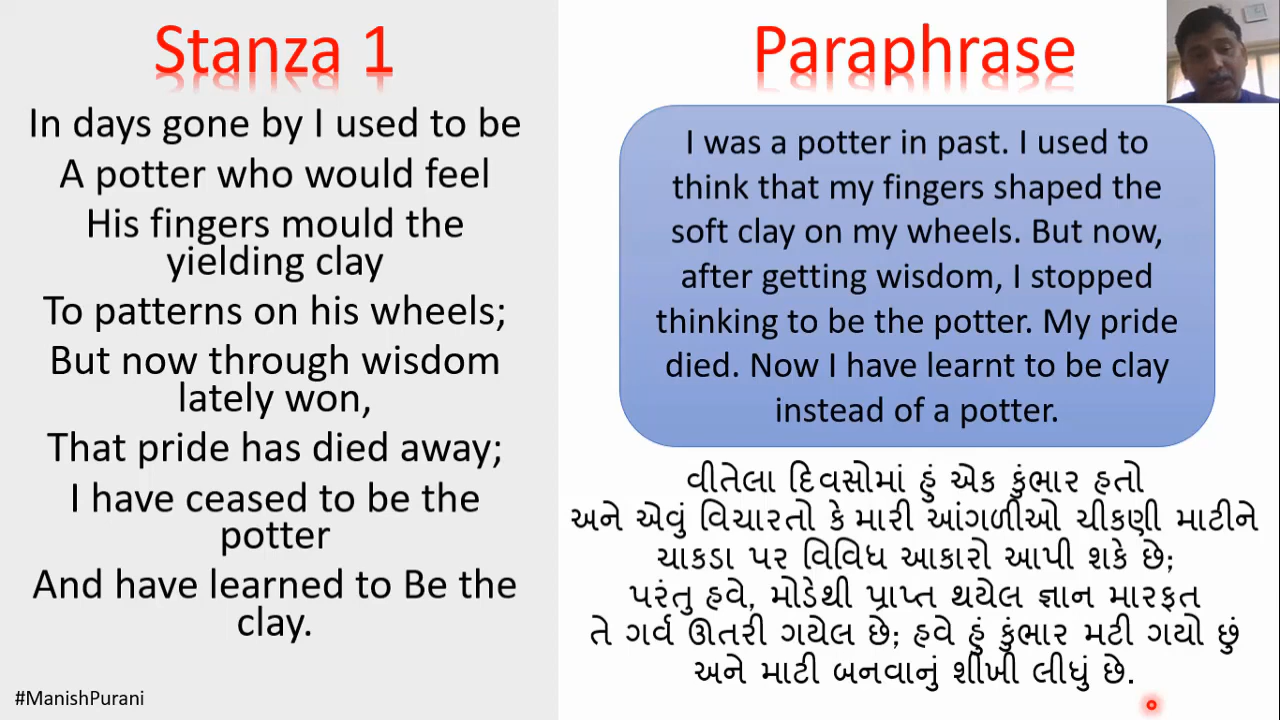 Stanza 1
In days gone by I used to be
A potter who would feel
His fingers mould the
yielding clay
To patterns on his wheels;
But now through wisdom
lately won,
That pride has died away;
I have ceased to be the
potter
And have learned to Be the
clay.
#ManishPurani
Paraphrase
I was a potter in past. I used to
think that my fingers shaped the
soft clay on my wheels. But now,
after getting wisdom, I stopped
thinking to be the potter. My pride
died. Now I have learnt to be clay
instead of a potter.
વીતેલા દિવસોમાં હું એક કુંભાર હતો
અને એવું વિચારતો કે મારી આંગળીઓ ચીકણી માટીને
ચાકડા પર વિવિધ આકારો આપી શકે છે;
પરંતુ હવે, મોડેથી પ્રાપ્ત થયેલ જ્ઞાન મારફત
તે ગર્વ ઊતરી ગયેલ છે; હવે હું કુંભાર મટી ગયો છું
અને માટી બનવાનું શીખી લીધું છે.